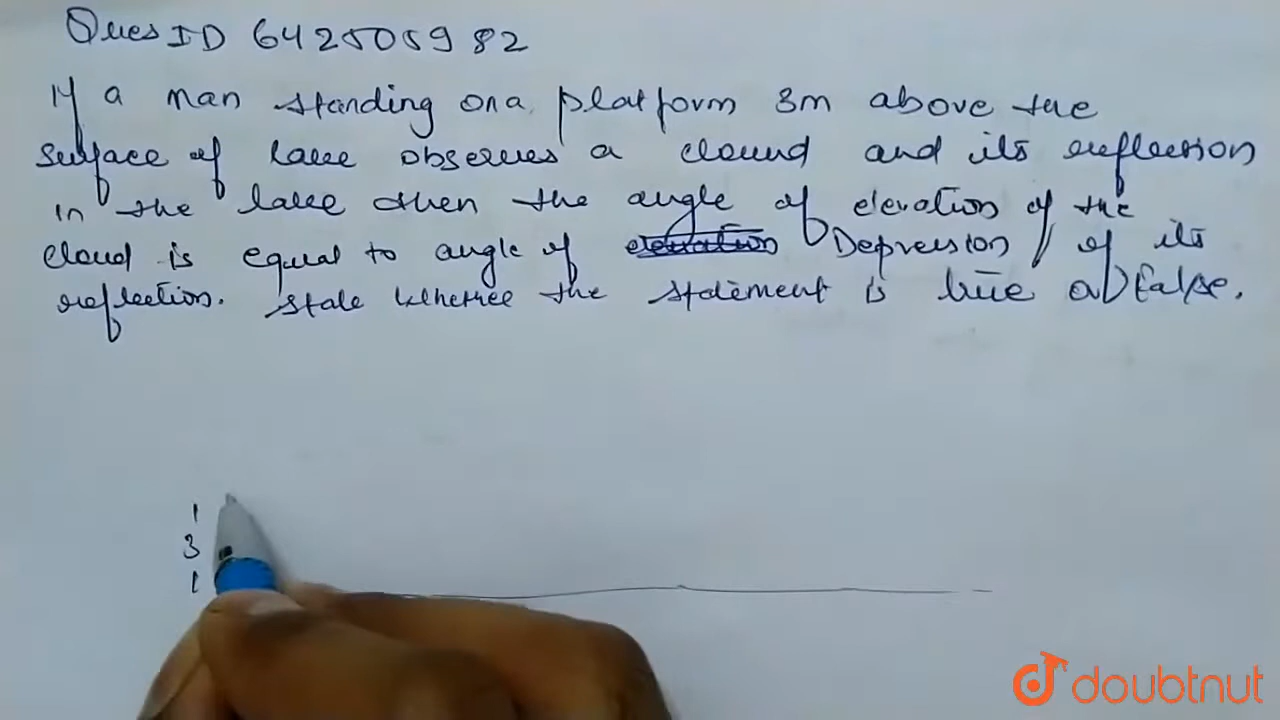 Ques ID 642505982
If a man standing on a platform 3m above the
surface of lake observes a cloud and its reflection
in the lake then the angle of elevation of the
cloud is equal to angle of elevation Depression of its
reflection. state whether the statement is true or false.
3
doubtnut